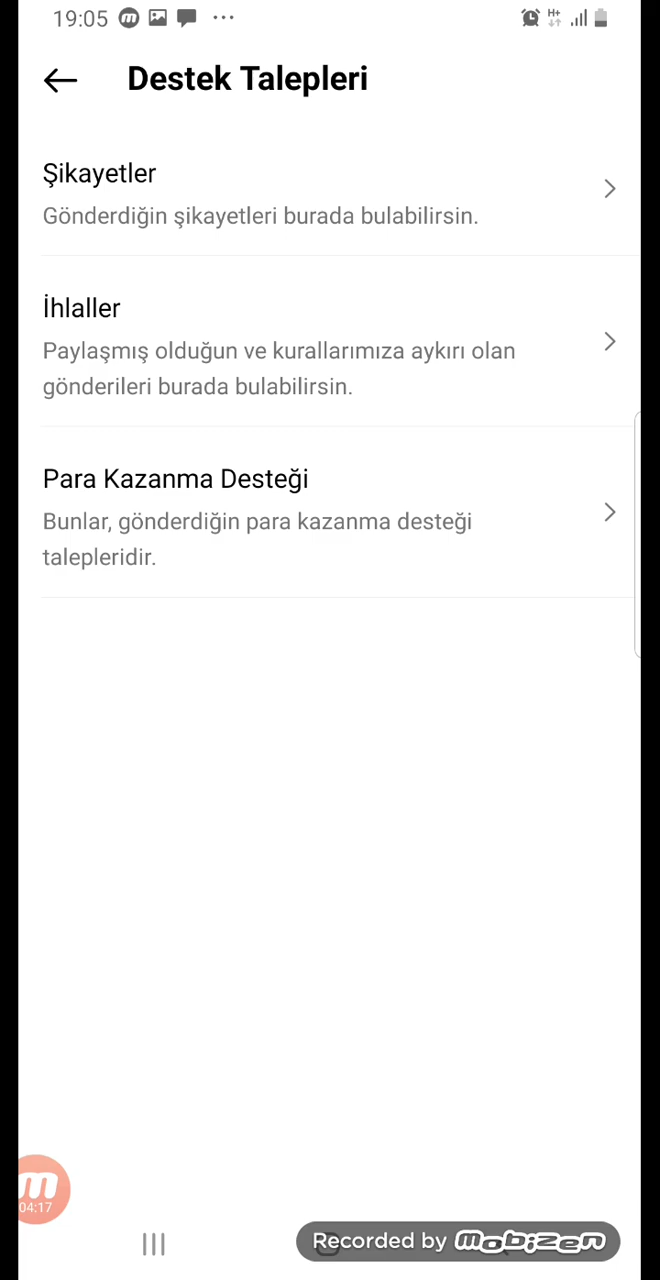 19:05
H+
Destek Talepleri
Şikayetler
Gönderdiğin şikayetleri burada bulabilirsin.
İhlaller
Paylaşmış olduğun ve kurallarımıza aykırı olan
gönderileri burada bulabilirsin.
Para Kazanma Desteği
Bunlar, gönderdiğin para kazanma desteği
talepleridir.
m
04:17
Recorded by mobizen